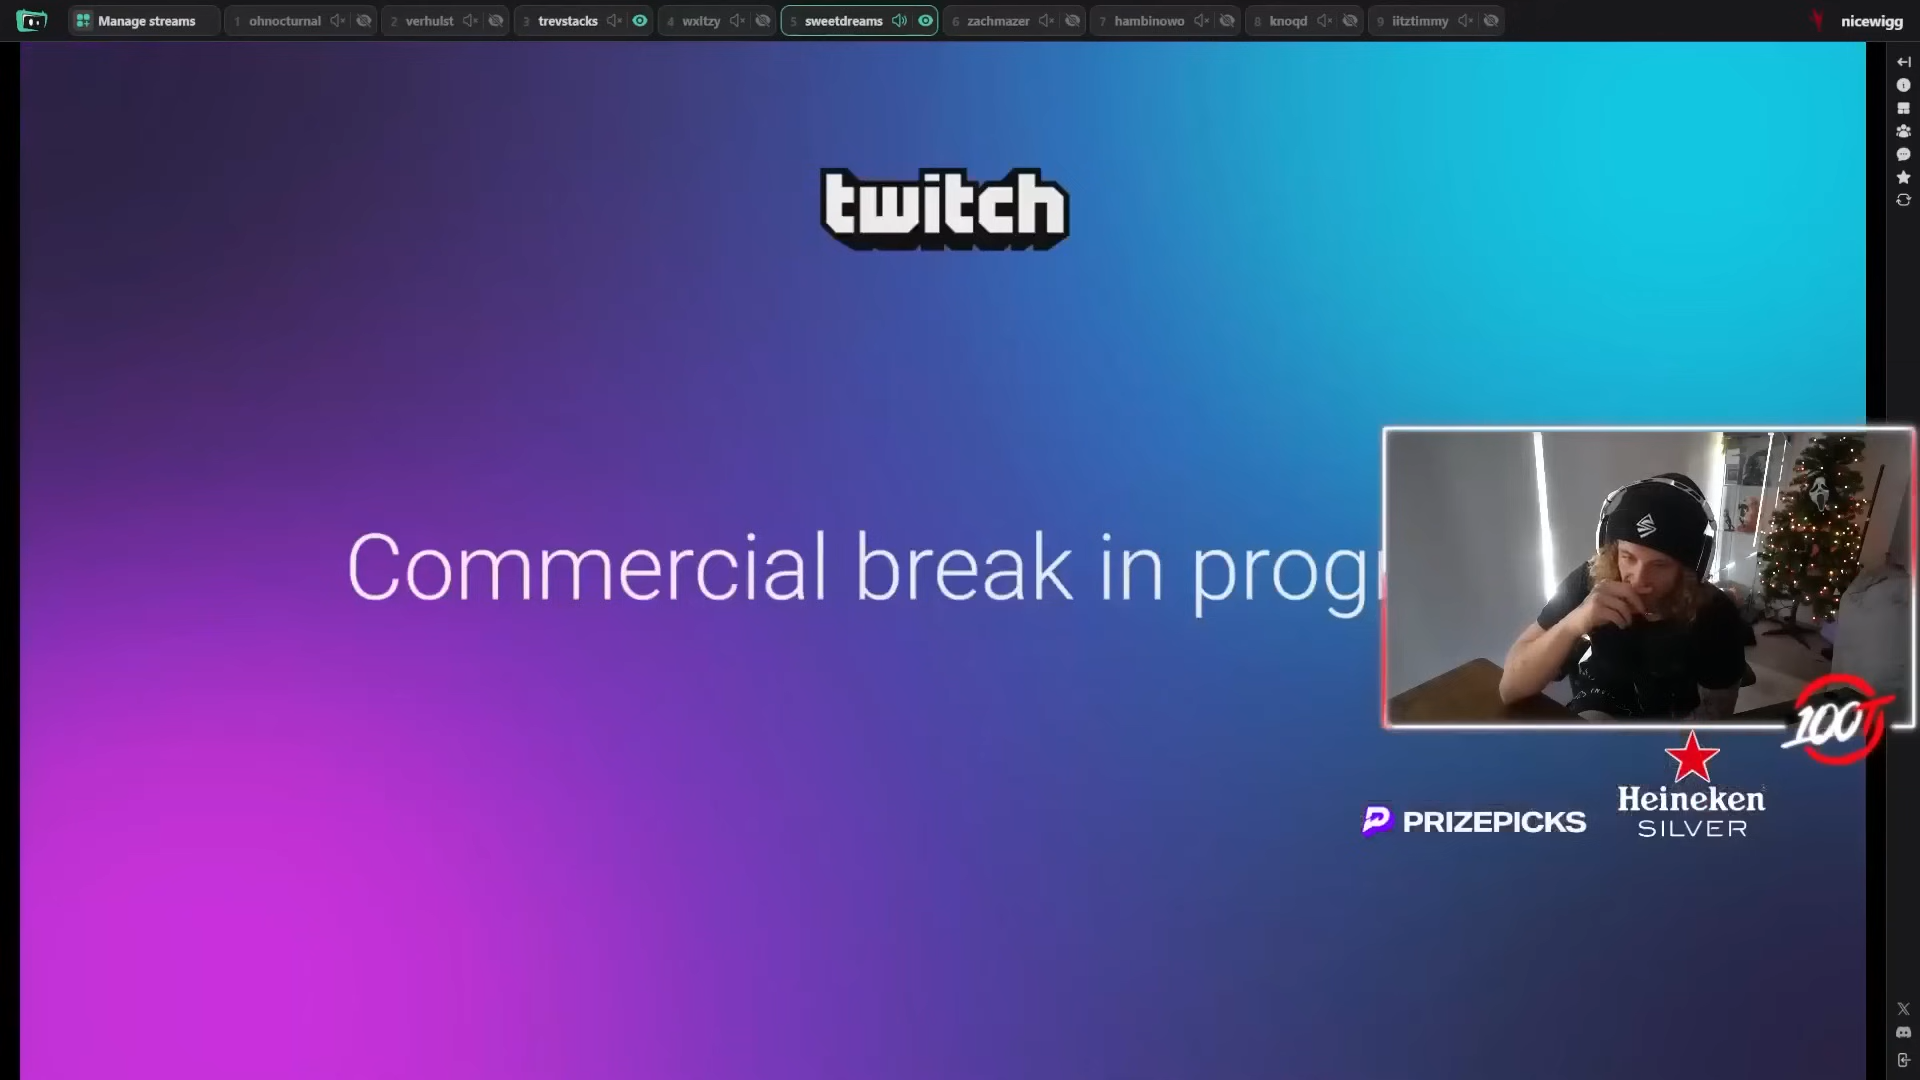 Manage streams
1 ohnocturnal
2 verhulst
3 trevstacks
4 wxltzy
5 sweetdreams
6 zachmazer
7 hambinowo
8 knoqd
9 iitztimmy
nicewigg
twitch
Commercial break in progr
100T
PRIZEPICKS
Heineken
SILVER